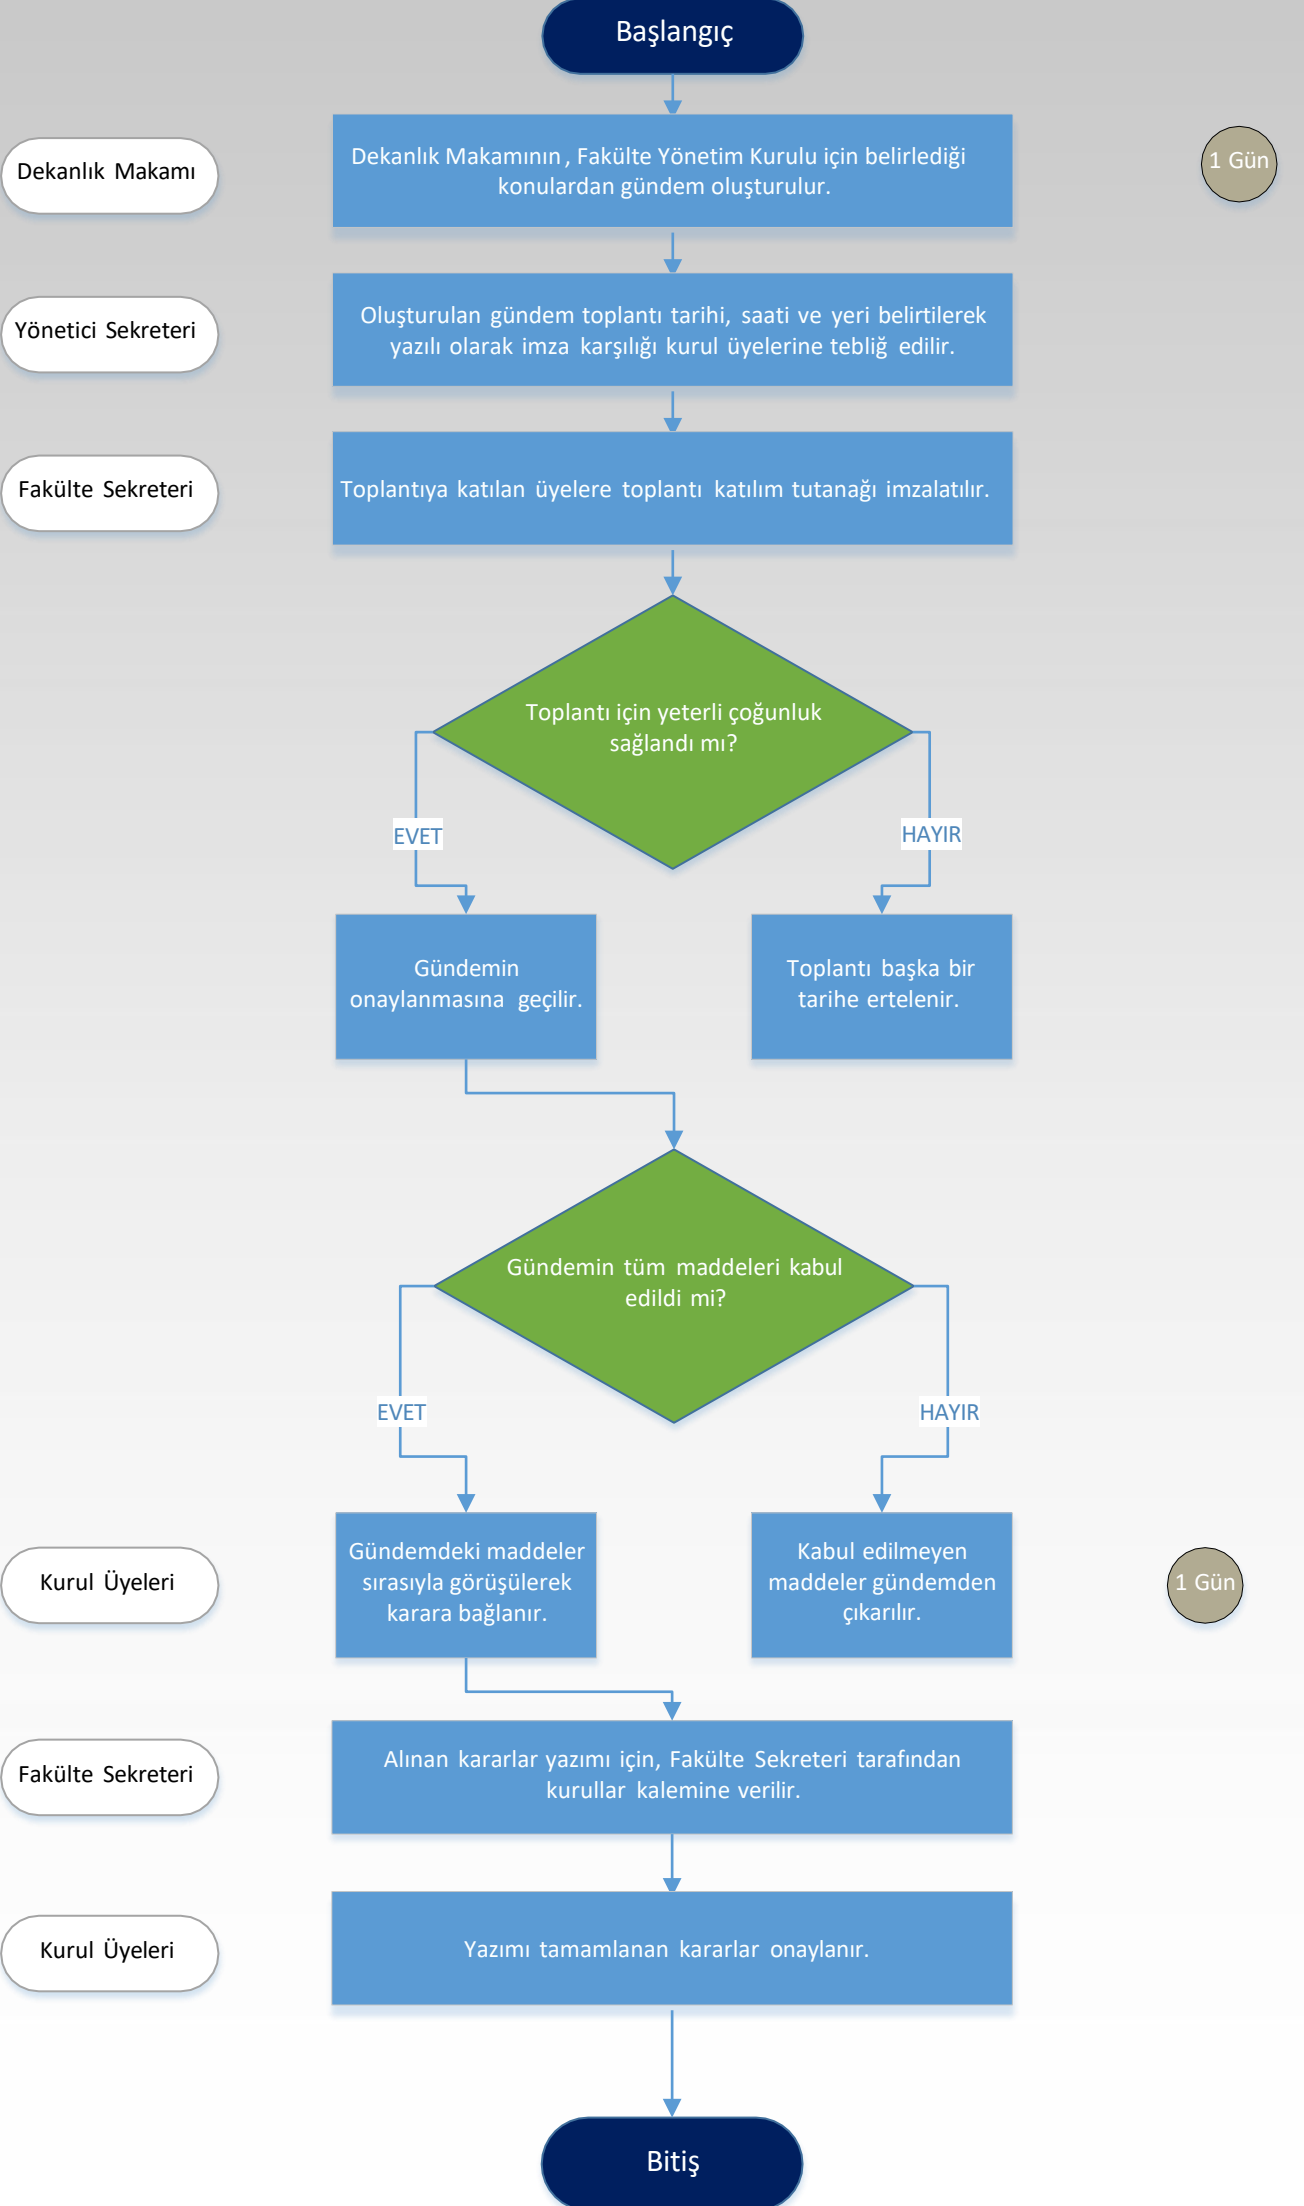 Başlangıç
Dekanlık Makamı
Dekanlık Makamının , Fakülte Yönetim Kurulu için belirlediği
konulardan gündem oluşturulur.
1 Gün
Yönetici Sekreteri
Oluşturulan gündem toplantı tarihi, saati ve yeri belirtilerek
yazılı olarak imza karşılığı kurul üyelerine tebliğ edilir.
Fakülte Sekreteri
Toplantıya katılan üyelere toplantı katılım tutanağı imzalatılır.
Toplantı için yeterli çoğunluk
sağlandı mı?
EVET
HAYIR
Gündemin
onaylanmasına geçilir.
Toplantı başka bir
tarihe ertelenir.
Gündemin tüm maddeleri kabul
edildi mi?
EVET
HAYIR
Kurul Üyeleri
Gündemdeki maddeler
sırasıyla görüşülerek
karara bağlanır.
Kabul edilmeyen
maddeler gündemden
çıkarılır.
1 Gün
Fakülte Sekreteri
Alınan kararlar yazımı için, Fakülte Sekreteri tarafından
kurullar kalemine verilir.
Kurul Üyeleri
Yazımı tamamlanan kararlar onaylanır.
Bitiş